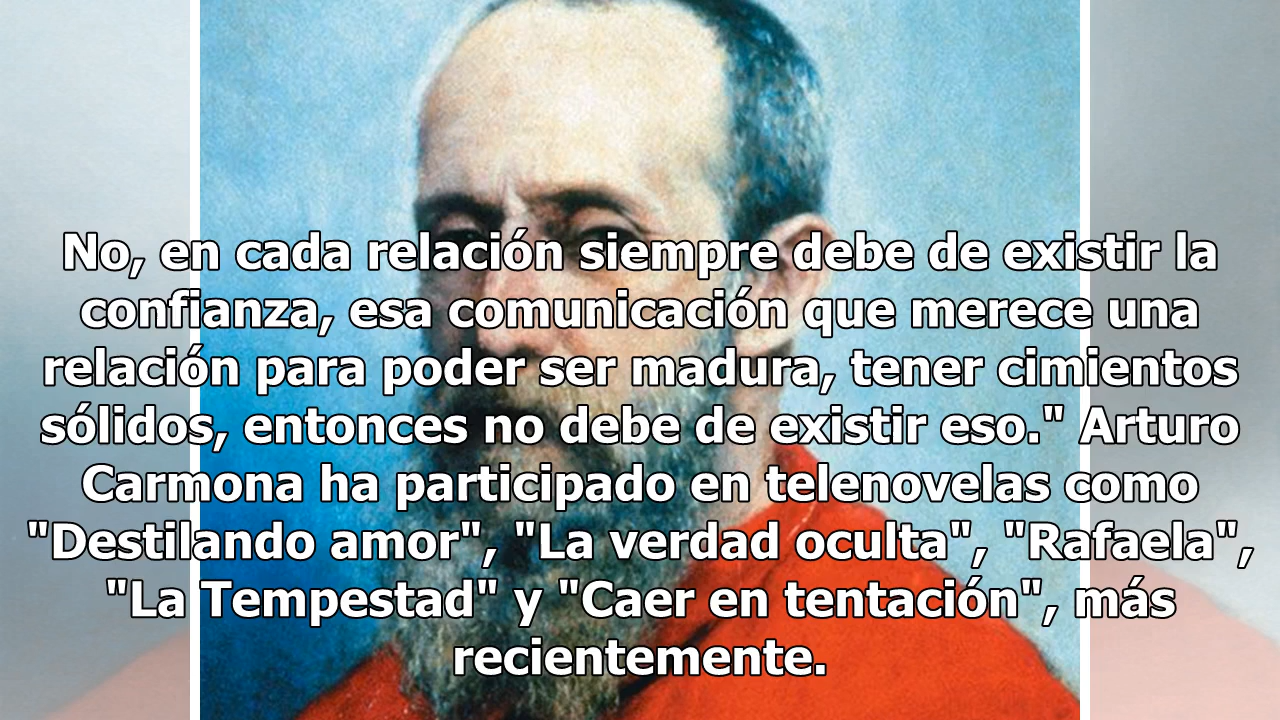 No, en cada relación siempre debe de existir la
confianza, esa comunicación que merece una
relación para poder ser madura, tener cimientos
sólidos, entonces no debe de existir eso." Arturo
Carmona ha participado en telenovelas como
"Destilando amor", "La verdad oculta", "Rafaela",
"La Tempestad" y "Caer en tentación", más
recientemente.